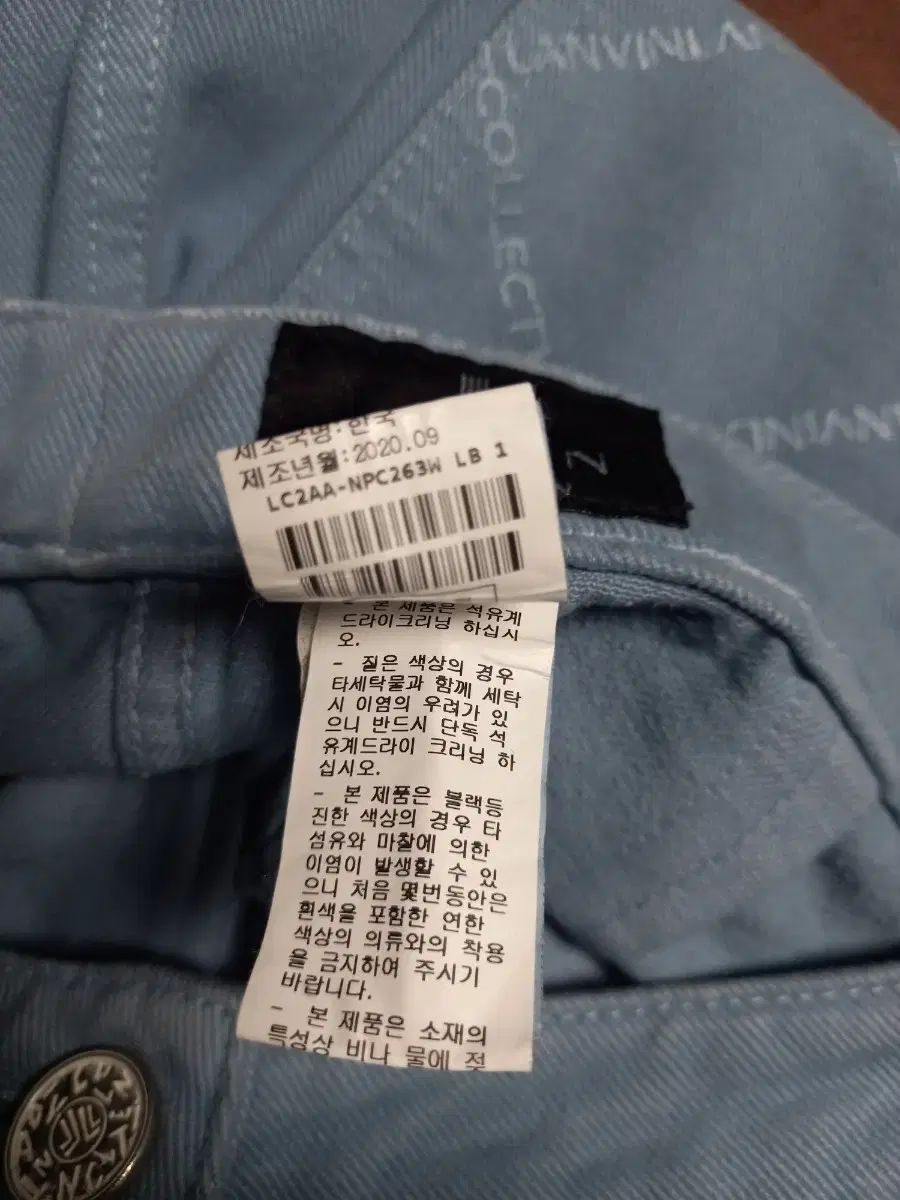 COLLECT
제조국명:한국
제조년월:2020.09
LC2AA-NPC263W LB 1
- 본 제품은 석유계
드라이크리닝 하십시
오.
- 질은 색상의 경우
타세탁물과 함께 세탁
시 이염의 우려가 있
으니 반드시 단독 석
유계드라이 크리닝 하
십시오.
- 본 제품은 블랙등
진한 색상의 경우 타
섬유와 마찰에 의한
이염이 발생할 수 있
으니 처음 몇번동안은
흰색을 포함한 연한
색상의 의류와의 착용
을 금지하여 주시기
바랍니다.
- 본 제품은 소재의
특성상 비나 물에 젖